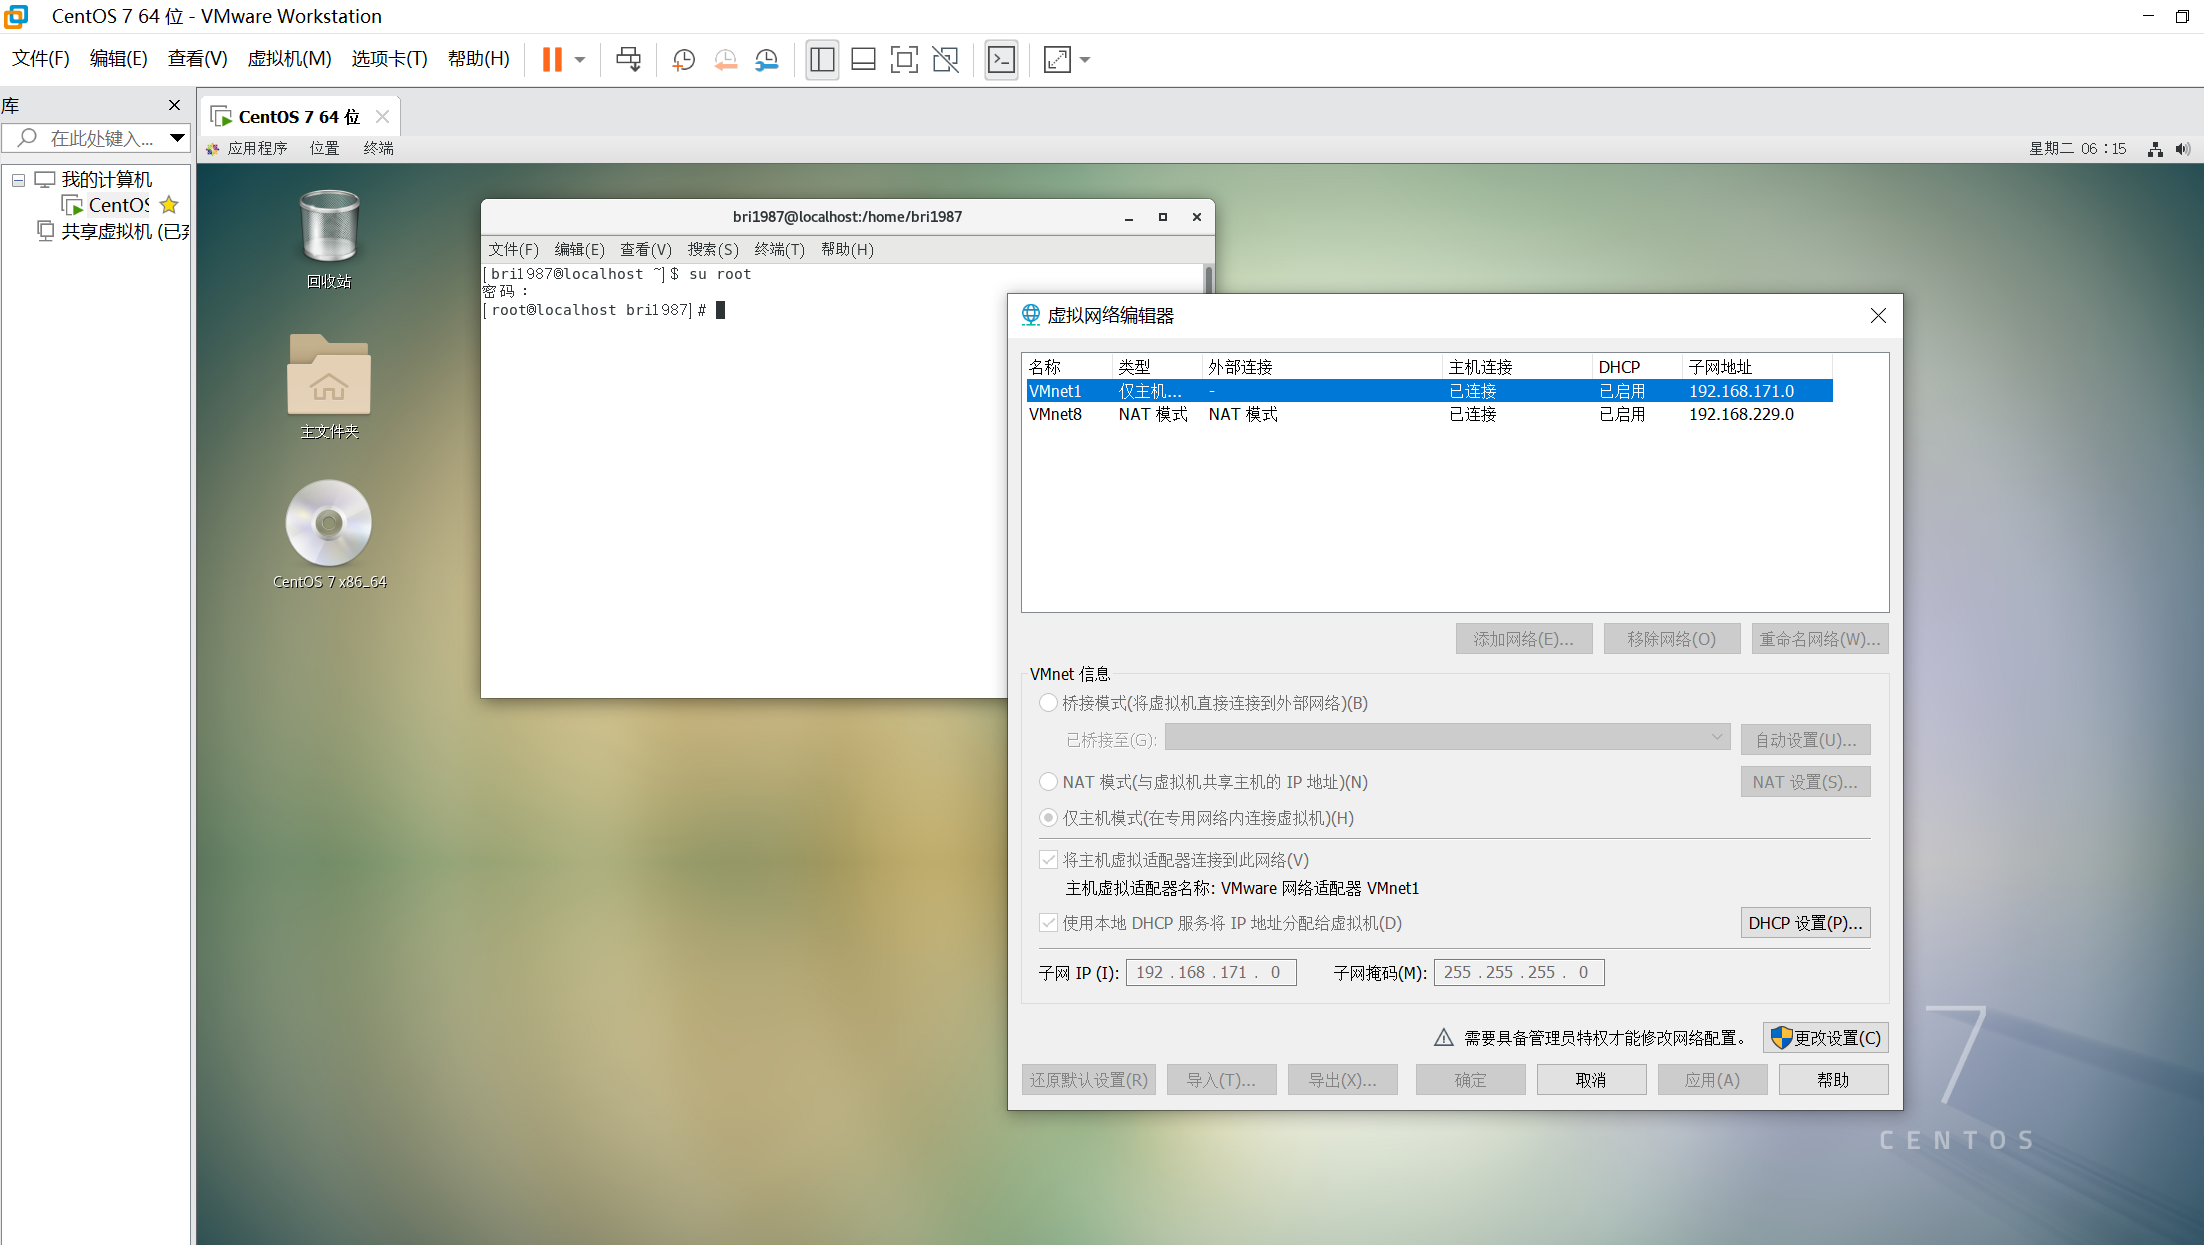 CentOS 7 64 位 - VMware Workstation
文件(F) 编辑(E) 查看(V) 虚拟机(M) 选项卡(T) 帮助(H)
库
在此处键入...
我的计算机
CentOS
共享虚拟机 (已弃
CentOS 7 64 位
应用程序 位置 终端
星期二 06：15
回收站
主文件夹
CentOS 7 x86_64
bri1987@localhost:/home/bri1987
文件(F) 编辑(E) 查看(V) 搜索(S) 终端(T) 帮助(H)
[bri1987@localhost ~]$ su root
密码：
[root@localhost bri1987]#
虚拟网络编辑器
名称 类型 外部连接 主机连接 DHCP 子网地址
VMnet1 仅主机... - 已连接 已启用 192.168.171.0
VMnet8 NAT 模式 NAT 模式 已连接 已启用 192.168.229.0
添加网络(E)... 移除网络(O) 重命名网络(W)...
VMnet 信息
桥接模式(将虚拟机直接连接到外部网络)(B)
已桥接至(G): 自动设置(U)...
NAT 模式(与虚拟机共享主机的 IP 地址)(N) NAT 设置(S)...
仅主机模式(在专用网络内连接虚拟机)(H)
将主机虚拟适配器连接到此网络(V)
主机虚拟适配器名称: VMware 网络适配器 VMnet1
使用本地 DHCP 服务将 IP 地址分配给虚拟机(D) DHCP 设置(P)...
子网 IP (I): 192 . 168 . 171 . 0 子网掩码(M): 255 . 255 . 255 . 0
需要具备管理员特权才能修改网络配置。 更改设置(C)
还原默认设置(R) 导入(T)... 导出(X)... 确定 取消 应用(A) 帮助
7
CENTOS